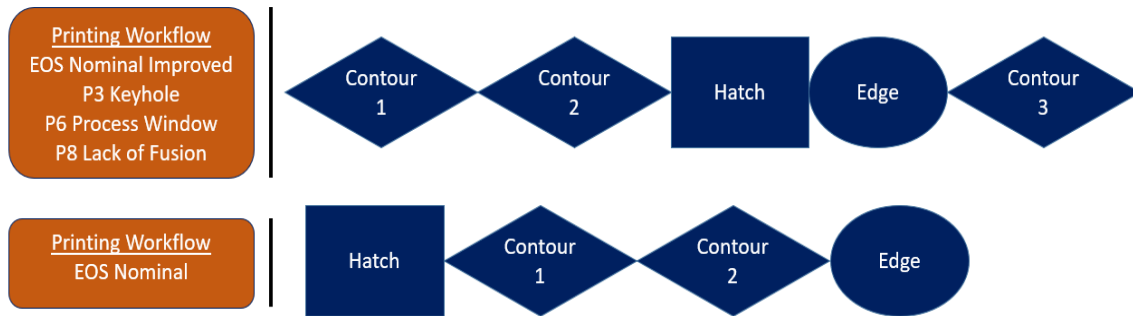 Printing Workflow
EOS Nominal Improved
P3 Keyhole
P6 Process Window
P8 Lack of Fusion
Contour
1
Contour
2
Hatch
Edge
Contour
3
Printing Workflow
EOS Nominal
Hatch
Contour
1
Contour
2
Edge